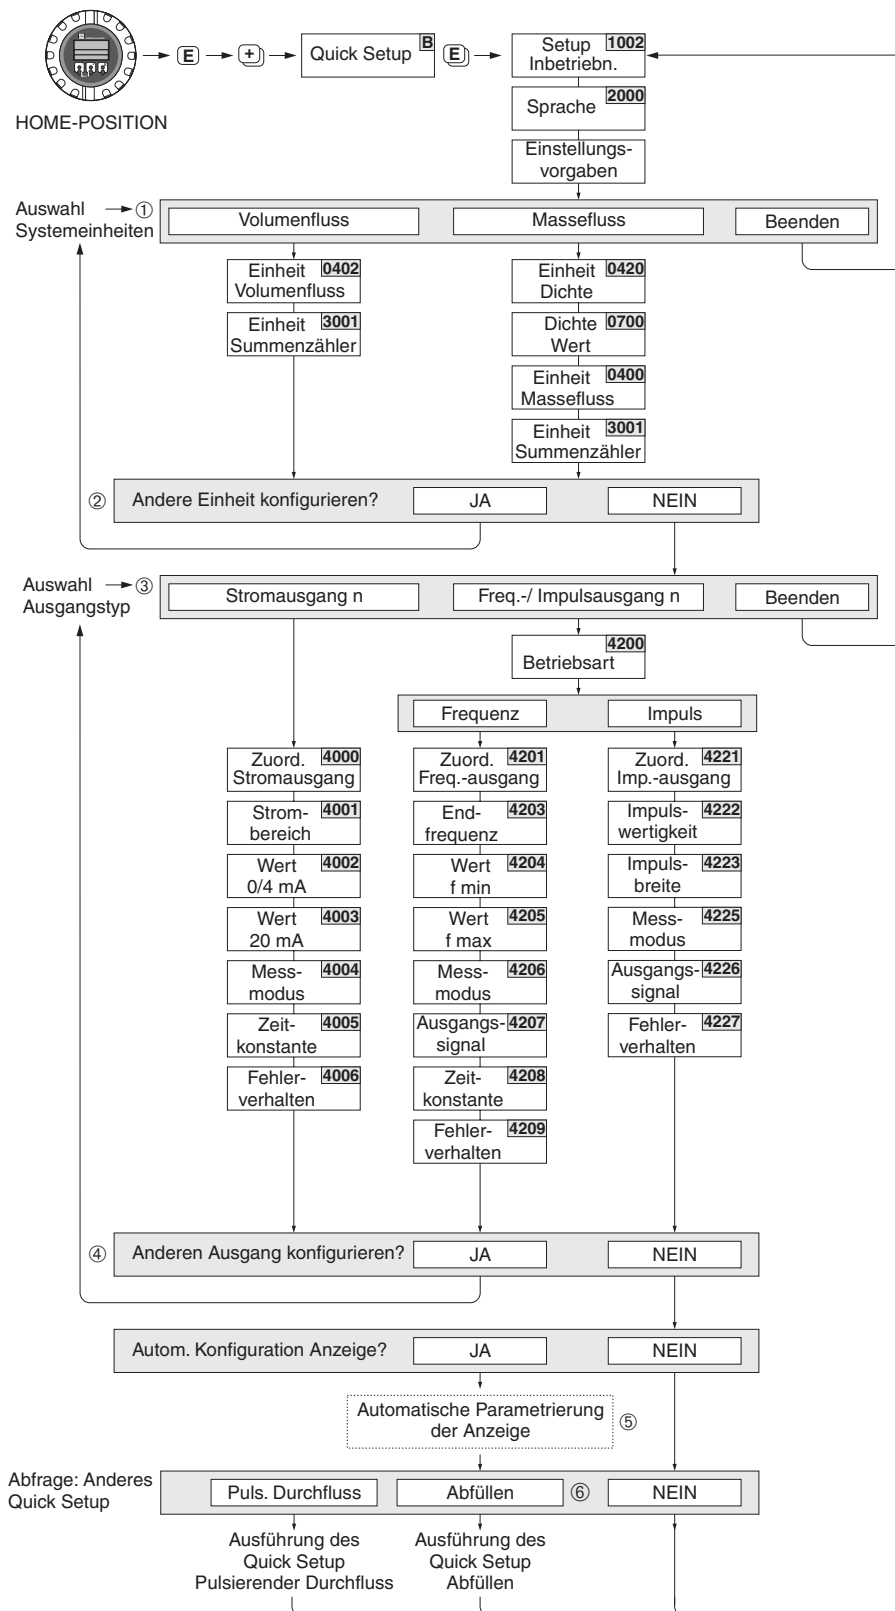 E
+
Quick Setup
B
E
Setup
1002
Inbetriebn.
HOME-POSITION
Sprache
2000
Einstellungs-
vorgaben
Auswahl
Systemeinheiten
①
Volumenfluss
Massefluss
Beenden
Einheit
0402
Volumenfluss
Einheit
3001
Summenzähler
Einheit
0420
Dichte
Dichte
0700
Wert
Einheit
0400
Massefluss
Einheit
3001
Summenzähler
②
Andere Einheit konfigurieren?
JA
NEIN
Auswahl
Ausgangstyp
③
Stromausgang n
Freq.-/ Impulsausgang n
Beenden
4200
Betriebsart
Frequenz
Impuls
Zuord.
4000
Stromausgang
Strom-
4001
bereich
Wert
4002
0/4 mA
Wert
4003
20 mA
Mess-
4004
modus
Zeit-
4005
konstante
Fehler-
4006
verhalten
Zuord.
4201
Freq.-ausgang
End-
4203
frequenz
Wert
4204
f min
Wert
4205
f max
Mess-
4206
modus
Ausgangs-
4207
signal
Zeit-
4208
konstante
Fehler-
4209
verhalten
Zuord.
4221
Imp.-ausgang
Impuls-
4222
wertigkeit
Impuls-
4223
breite
Mess-
4225
modus
Ausgangs-
4226
signal
Fehler-
4227
verhalten
④
Anderen Ausgang konfigurieren?
JA
NEIN
Autom. Konfiguration Anzeige?
JA
NEIN
Automatische Parametrierung
der Anzeige
⑤
Abfrage: Anderes
Quick Setup
Puls. Durchfluss
Abfüllen
⑥
NEIN
Ausführung des
Quick Setup
Pulsierender Durchfluss
Ausführung des
Quick Setup
Abfüllen